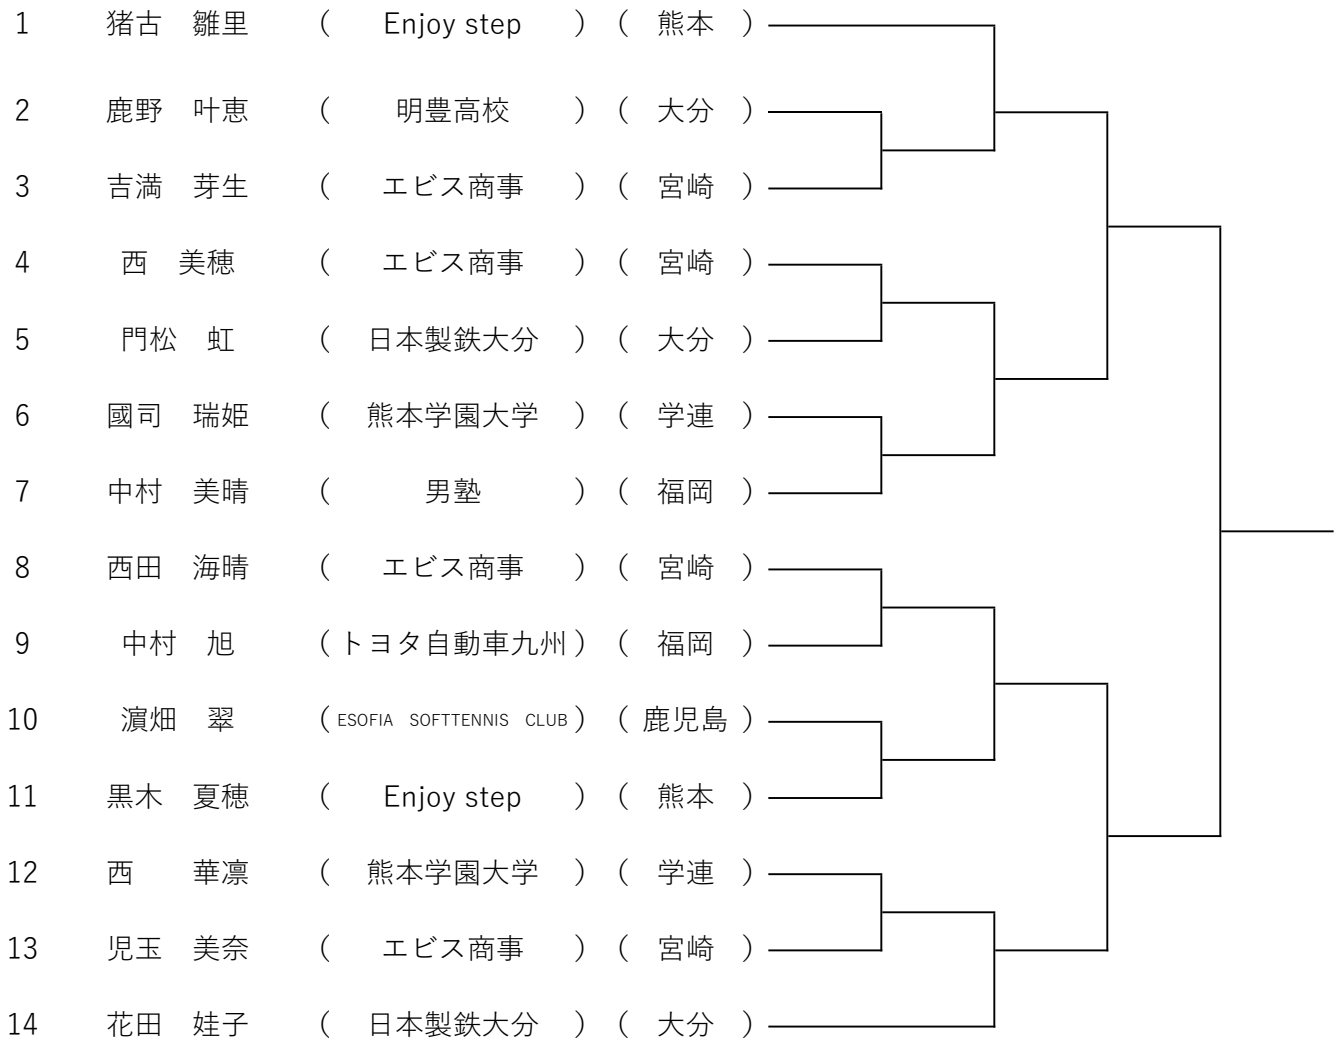 1 猪古 雛里 ( Enjoy step ) ( 熊本 )
2 鹿野 叶恵 ( 明豊高校 ) ( 大分 )
3 吉満 芽生 ( エビス商事 ) ( 宮崎 )
4 西 美穂 ( エビス商事 ) ( 宮崎 )
5 門松 虹 ( 日本製鉄大分 ) ( 大分 )
6 國司 瑞姫 ( 熊本学園大学 ) ( 学連 )
7 中村 美晴 ( 男塾 ) ( 福岡 )
8 西田 海晴 ( エビス商事 ) ( 宮崎 )
9 中村 旭 ( トヨタ自動車九州 ) ( 福岡 )
10 濵畑 翠 ( ESOFIA SOFTTENNIS CLUB ) ( 鹿児島 )
11 黒木 夏穂 ( Enjoy step ) ( 熊本 )
12 西 華凛 ( 熊本学園大学 ) ( 学連 )
13 児玉 美奈 ( エビス商事 ) ( 宮崎 )
14 花田 娃子 ( 日本製鉄大分 ) ( 大分 )